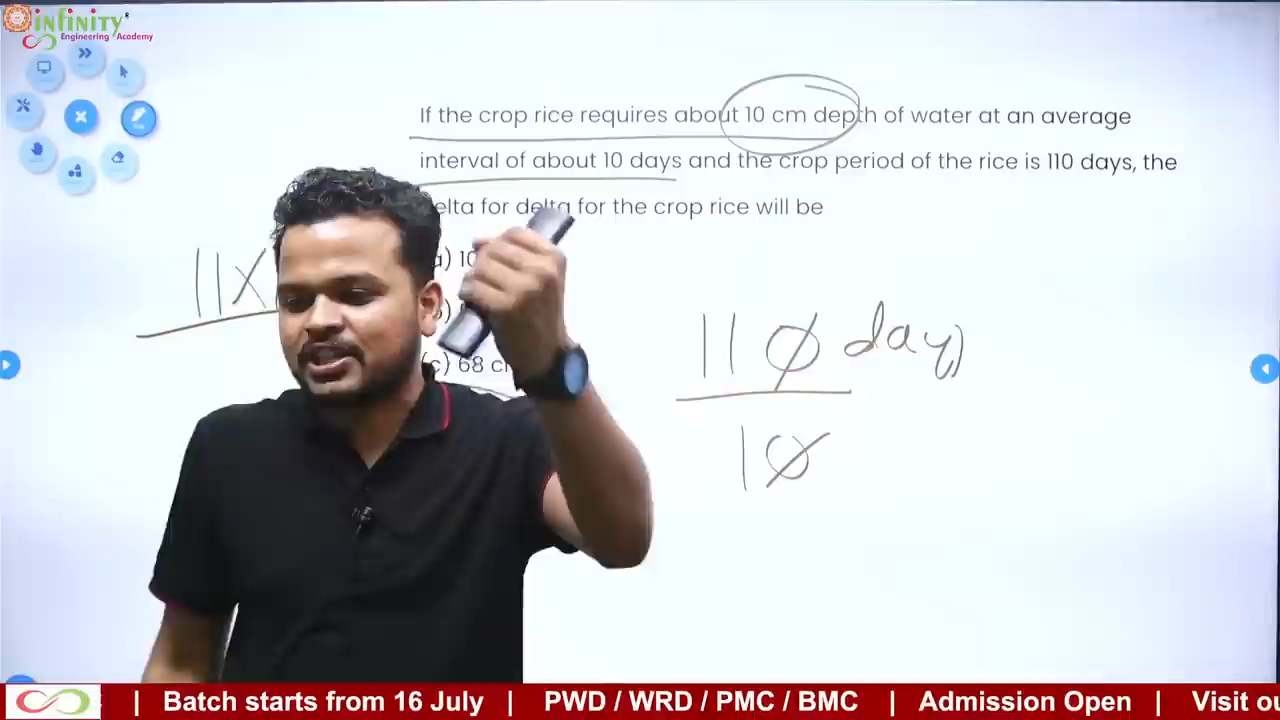 infinity
Engineering Academy
If the crop rice requires about 10 cm depth of water at an average
interval of about 10 days and the crop period of the rice is 110 days, the
delta for delta for the crop rice will be
(c) 68
11X
110 days
10
| Batch starts from 16 July | PWD / WRD / PMC / BMC | Admission Open | Visit